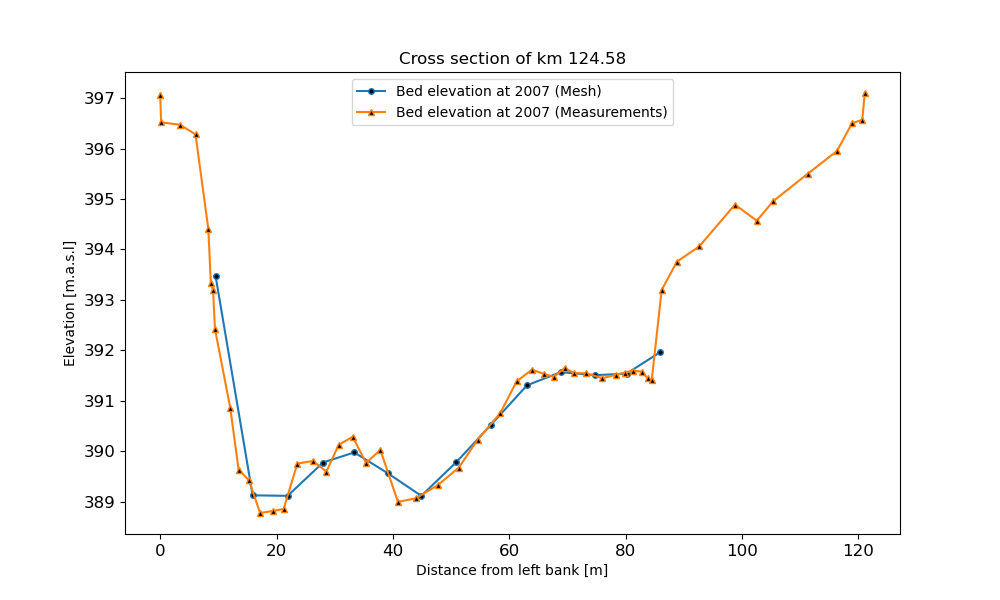 Cross section of km 124.58
Bed elevation at 2007 (Mesh)
Bed elevation at 2007 (Measurements)
397
396
395
394
393
392
391
390
389
Elevation [m.a.s.l]
0 20 40 60 80 100 120
Distance from left bank [m]